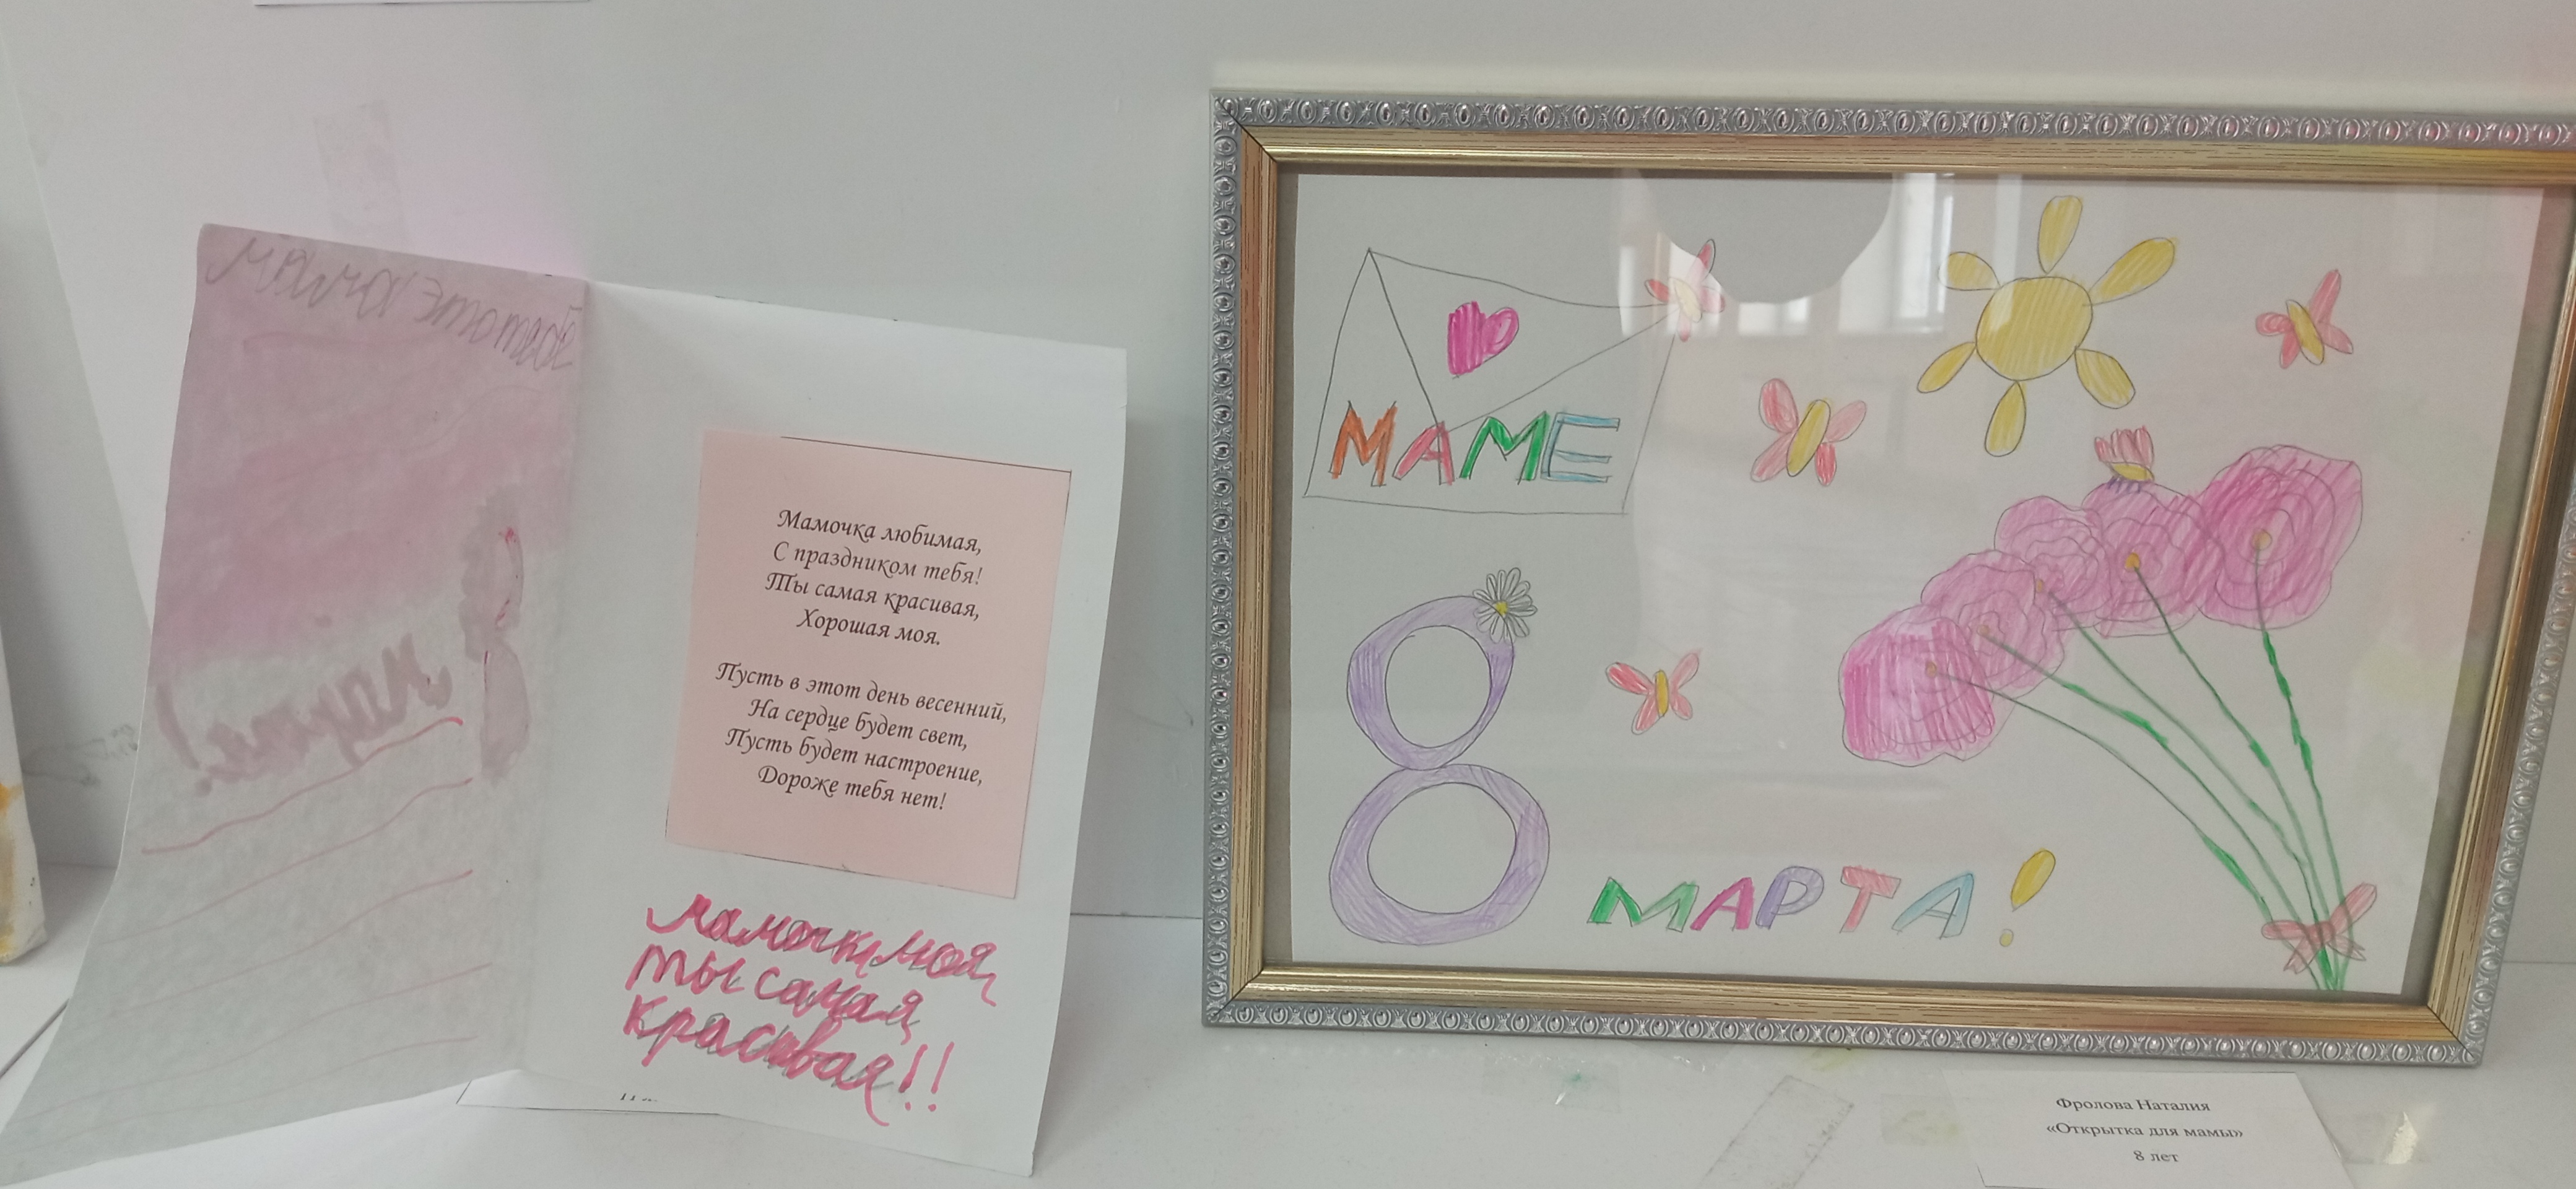 мама это тебе
Мамочка любимая,
С праздником тебя!
Ты самая красивая,
Хорошая моя.
Пусть в этот день весенний,
На сердце будет свет,
Пусть будет настроение,
Дороже тебя нет!
мамочка моя,
ты самая
красивая!!
МАМЕ
8 МАРТА!
Фролова Наталия
«Открытка для мамы»
8 лет